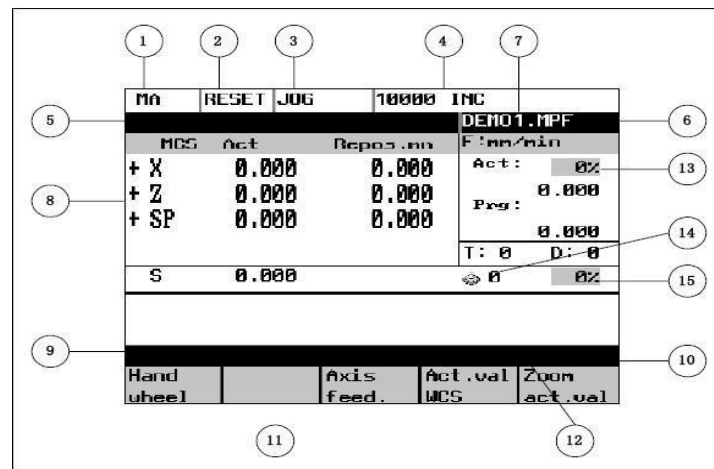 1 2 3 4 7
MA RESET JOG 10000 INC
5 DEMO1.MPF 6
MCS Act Repos.mm F:mm/min
+ X 0.000 0.000 Act: 0% 13
+ Z 0.000 0.000 0.000
8 Prg:
+ SP 0.000 0.000 0.000
14
T: 0 D: 0
S 0.000 0 0% 15
9 10
Hand Axis Act.val Zoom
wheel feed. WCS act.val
11 12